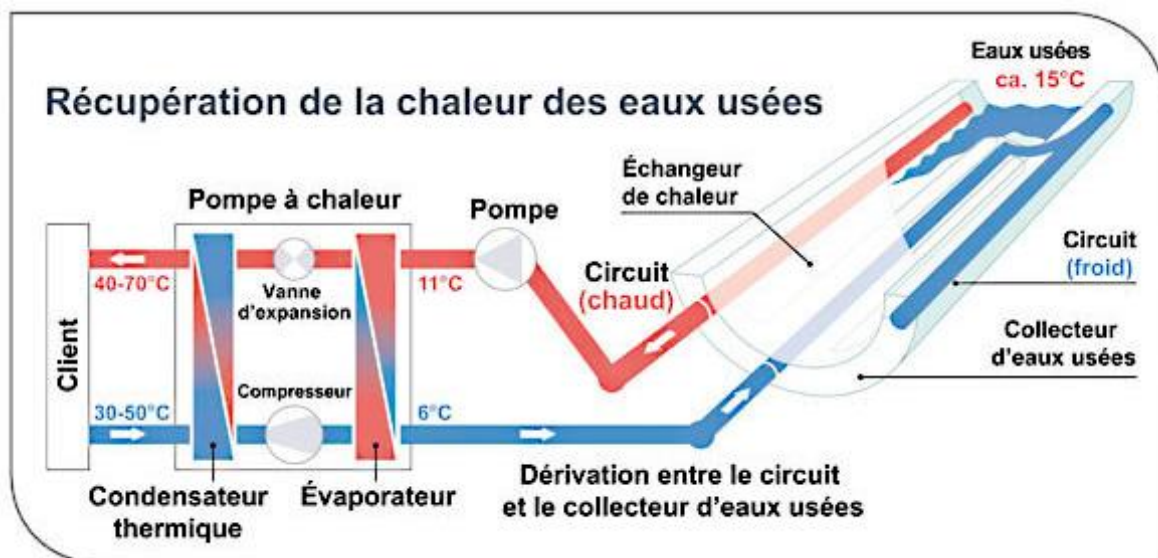 Récupération de la chaleur des eaux usées
Eaux usées
ca. 15°C
Échangeur
de chaleur
Pompe à chaleur
Pompe
Circuit
(chaud)
Circuit
(froid)
Collecteur
d'eaux usées
Client
40-70°C
Vanne
d'expansion
11°C
Compresseur
30-50°C
6°C
Condensateur
thermique
Évaporateur
Dérivation entre le circuit
et le collecteur d'eaux usées